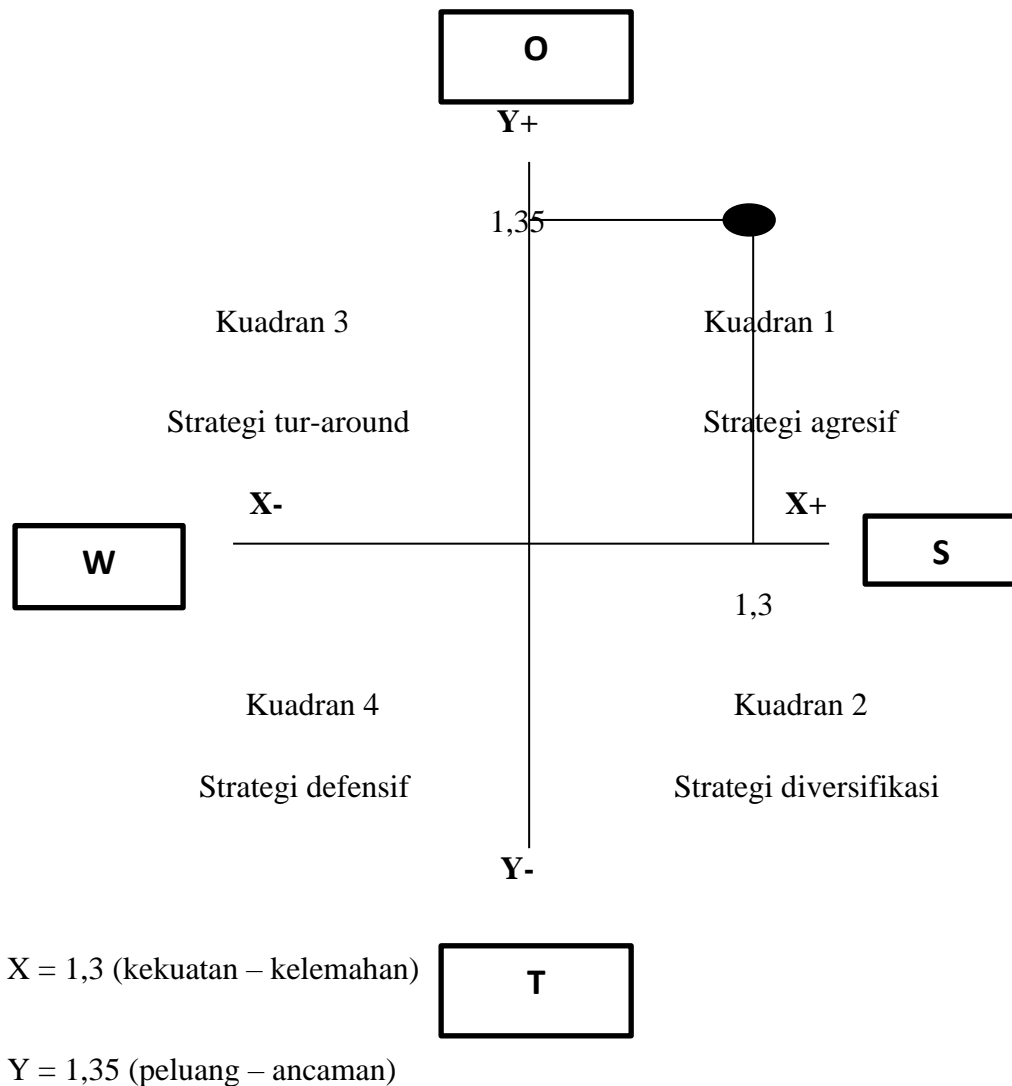 O
Y+
1,35
Kuadran 3
Kuadran 1
Strategi tur-around
Strategi agresif
X-
X+
W
S
1,3
Kuadran 4
Kuadran 2
Strategi defensif
Strategi diversifikasi
Y-
X = 1,3 (kekuatan – kelemahan)
T
Y = 1,35 (peluang – ancaman)